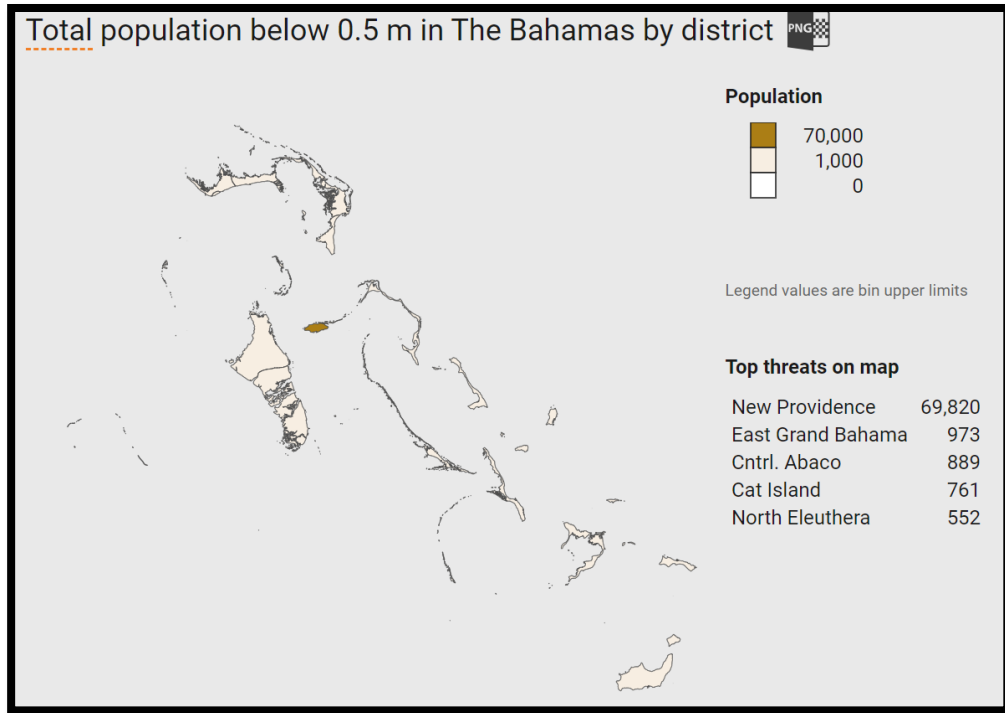 Total population below 0.5 m in The Bahamas by district
PNG
Population
70,000
1,000
0
Legend values are bin upper limits
Top threats on map
New Providence 69,820
East Grand Bahama 973
Cntrl. Abaco 889
Cat Island 761
North Eleuthera 552